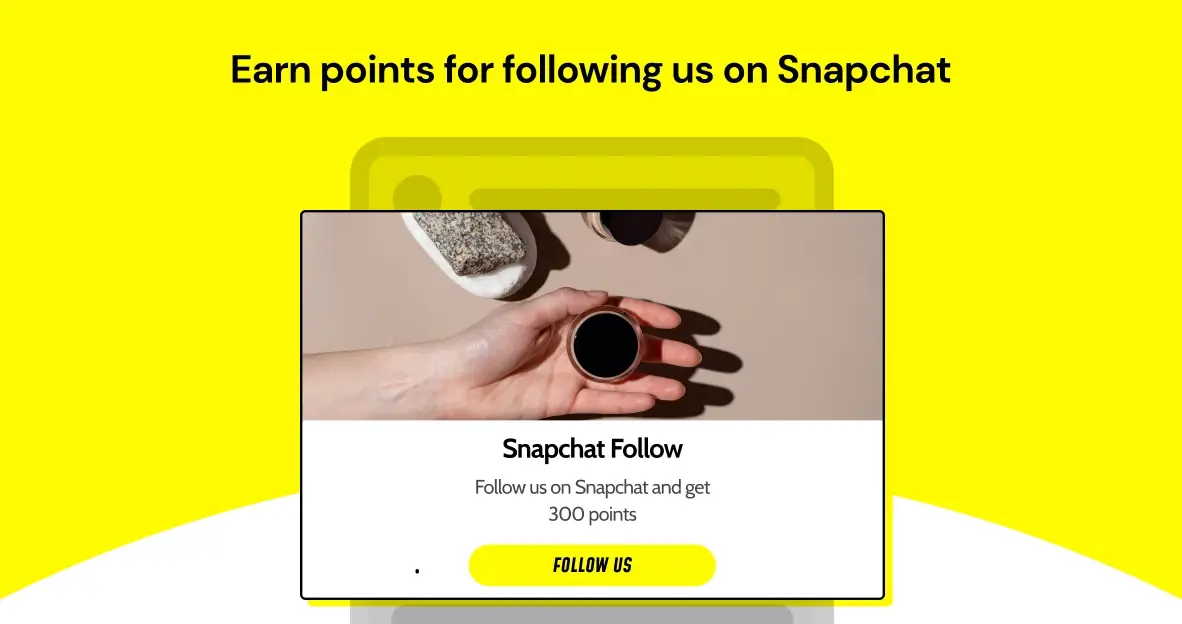 Earn points for following us on Snapchat
Snapchat Follow
Follow us on Snapchat and get
300 points
FOLLOW US